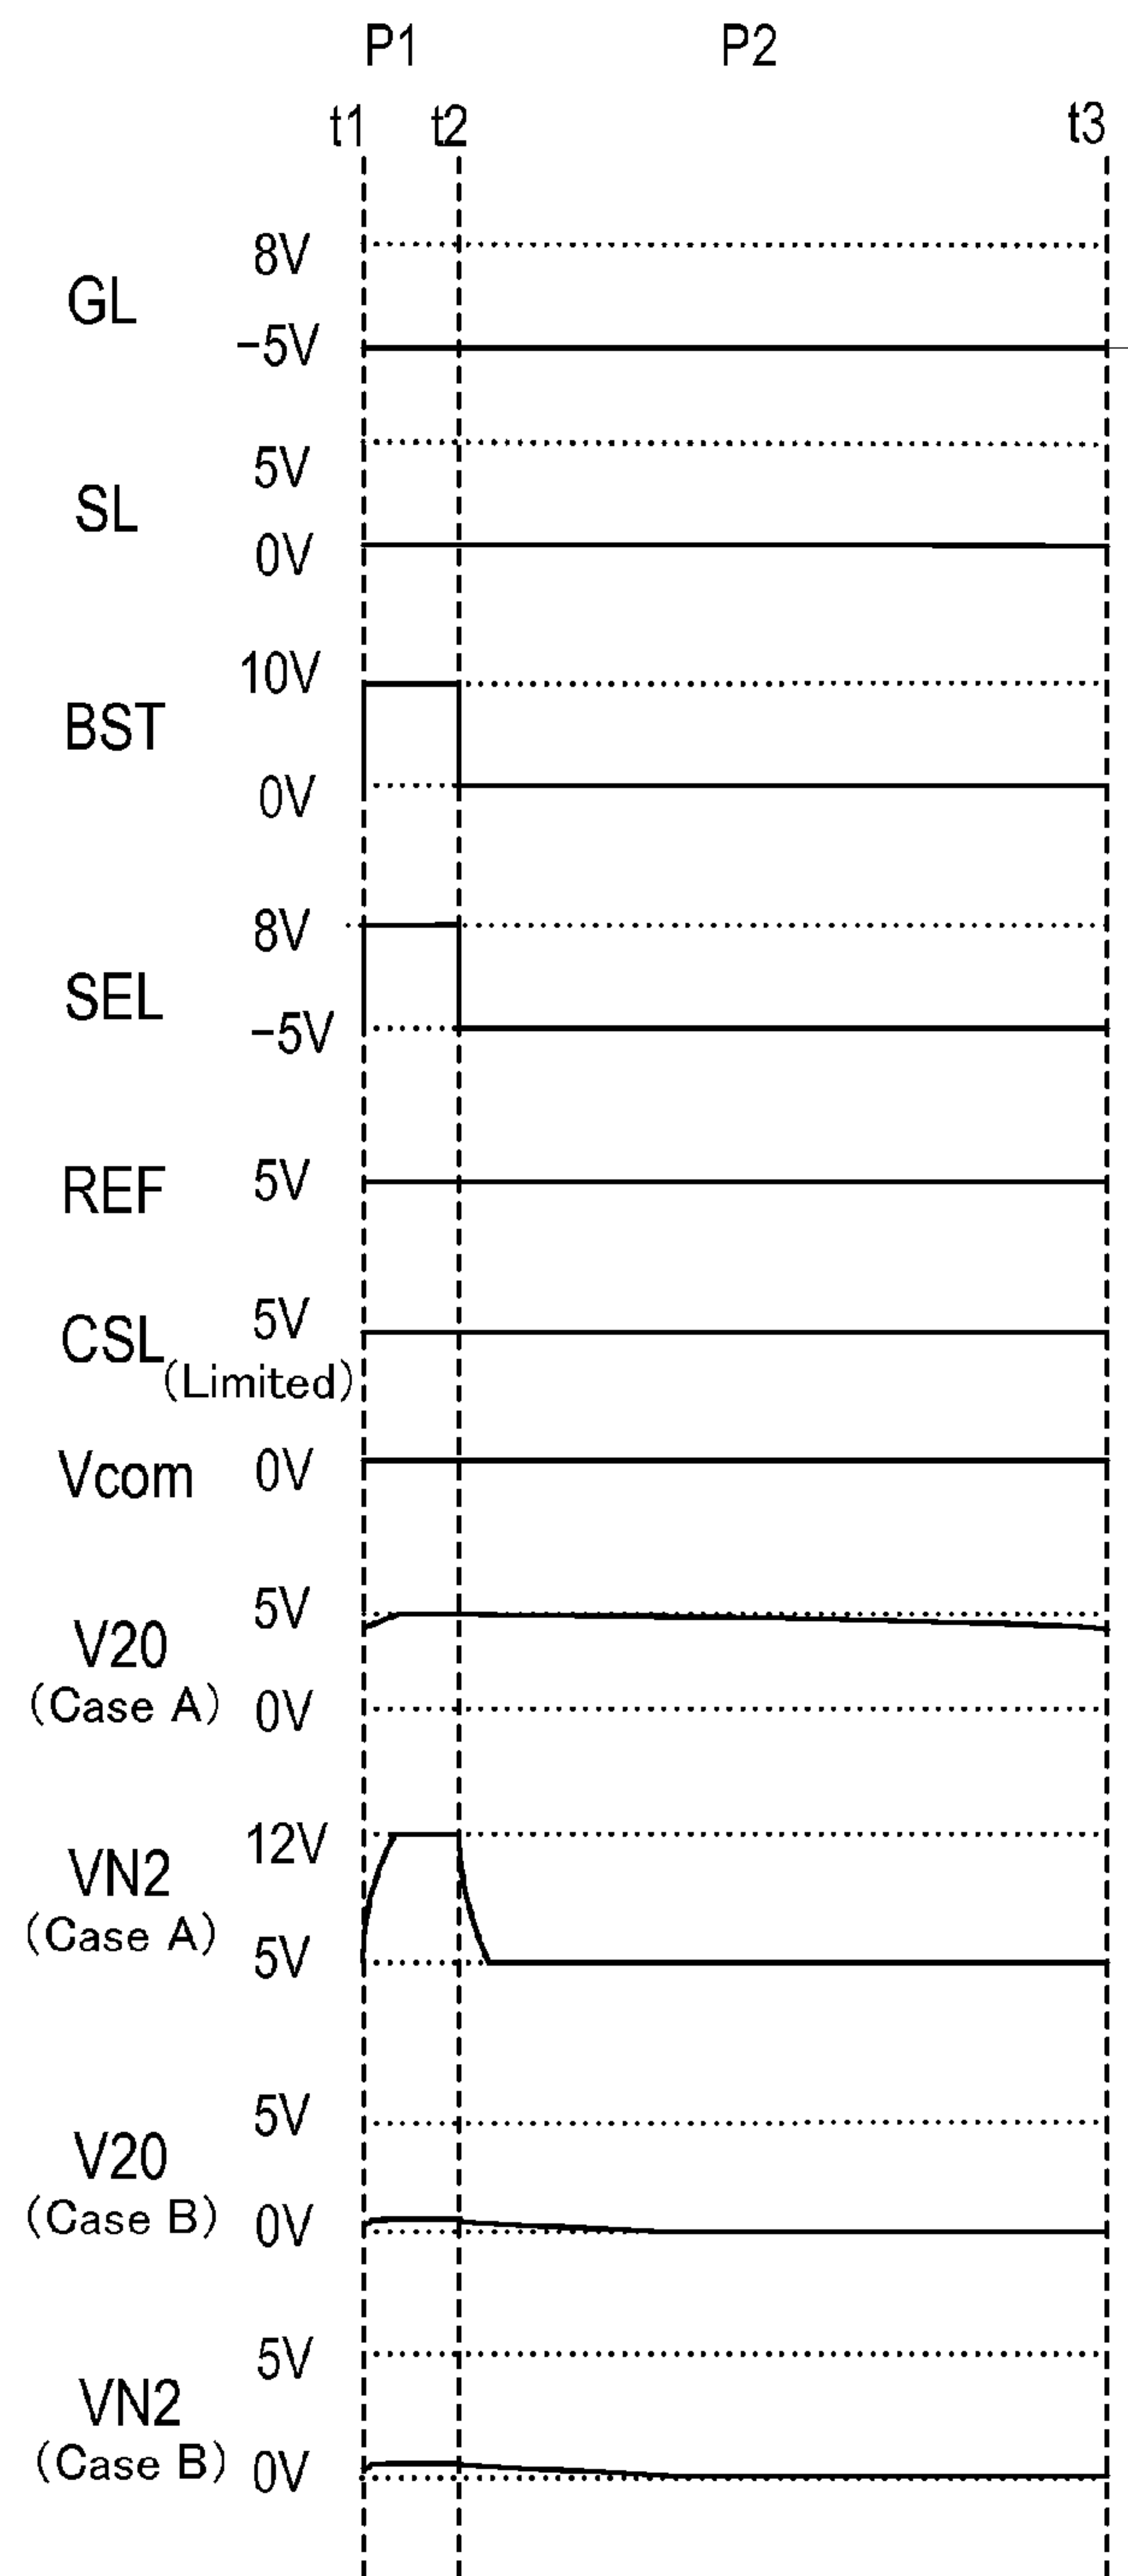 P1 P2
t1 t2 t3
8V
GL
−5V
5V
SL
0V
10V
BST
0V
8V
SEL
−5V
REF 5V
CSL 5V
(Limited)
Vcom 0V
5V
V20
(Case A) 0V
12V
VN2
(Case A)
5V
5V
V20
(Case B) 0V
5V
VN2
(Case B) 0V